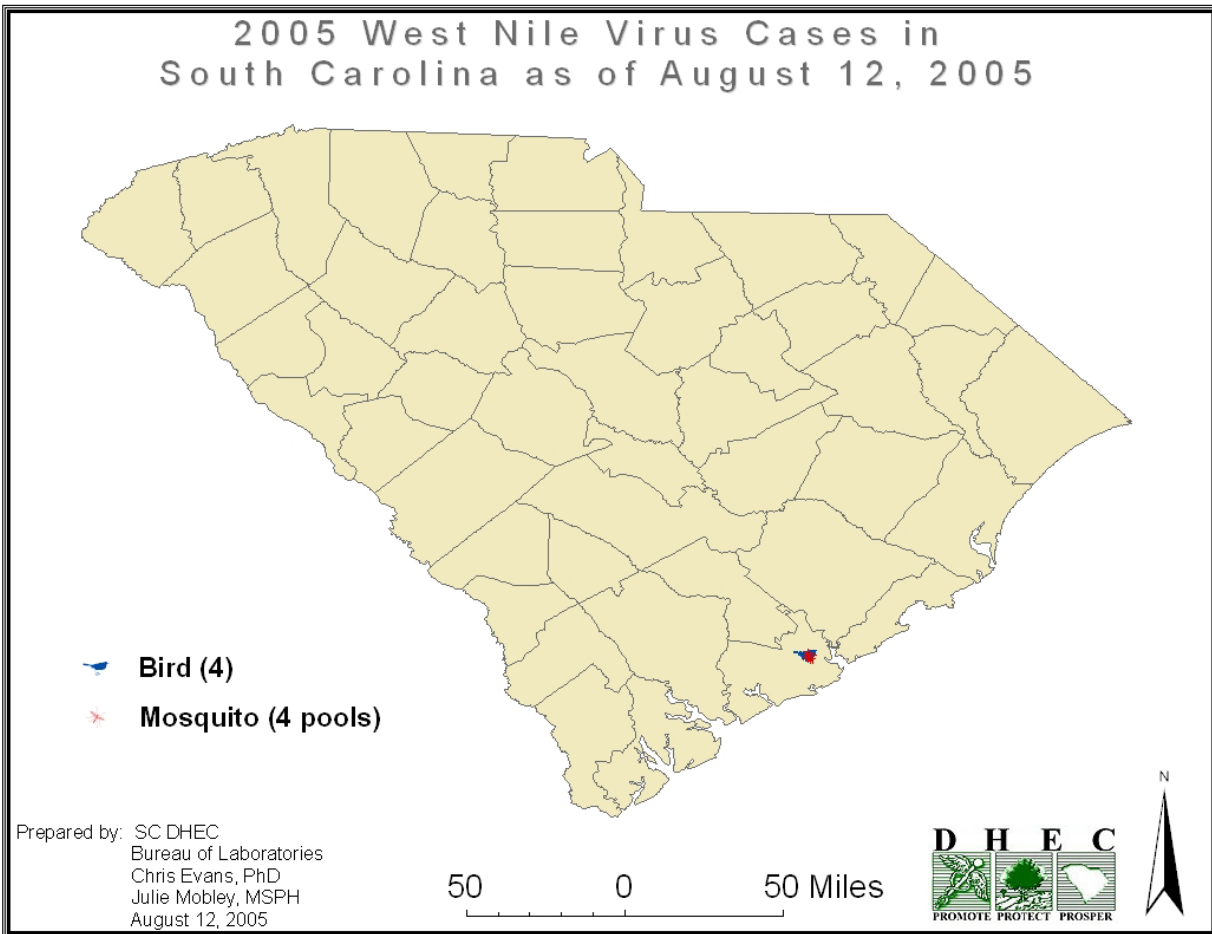 2005 West Nile Virus Cases in
South Carolina as of August 12, 2005
Bird (4)
Mosquito (4 pools)
Prepared by: SC DHEC
Bureau of Laboratories
Chris Evans, PhD
Julie Mobley, MSPH
August 12, 2005
50 0 50 Miles
D H E C
PROMOTE PROTECT PROSPER
N